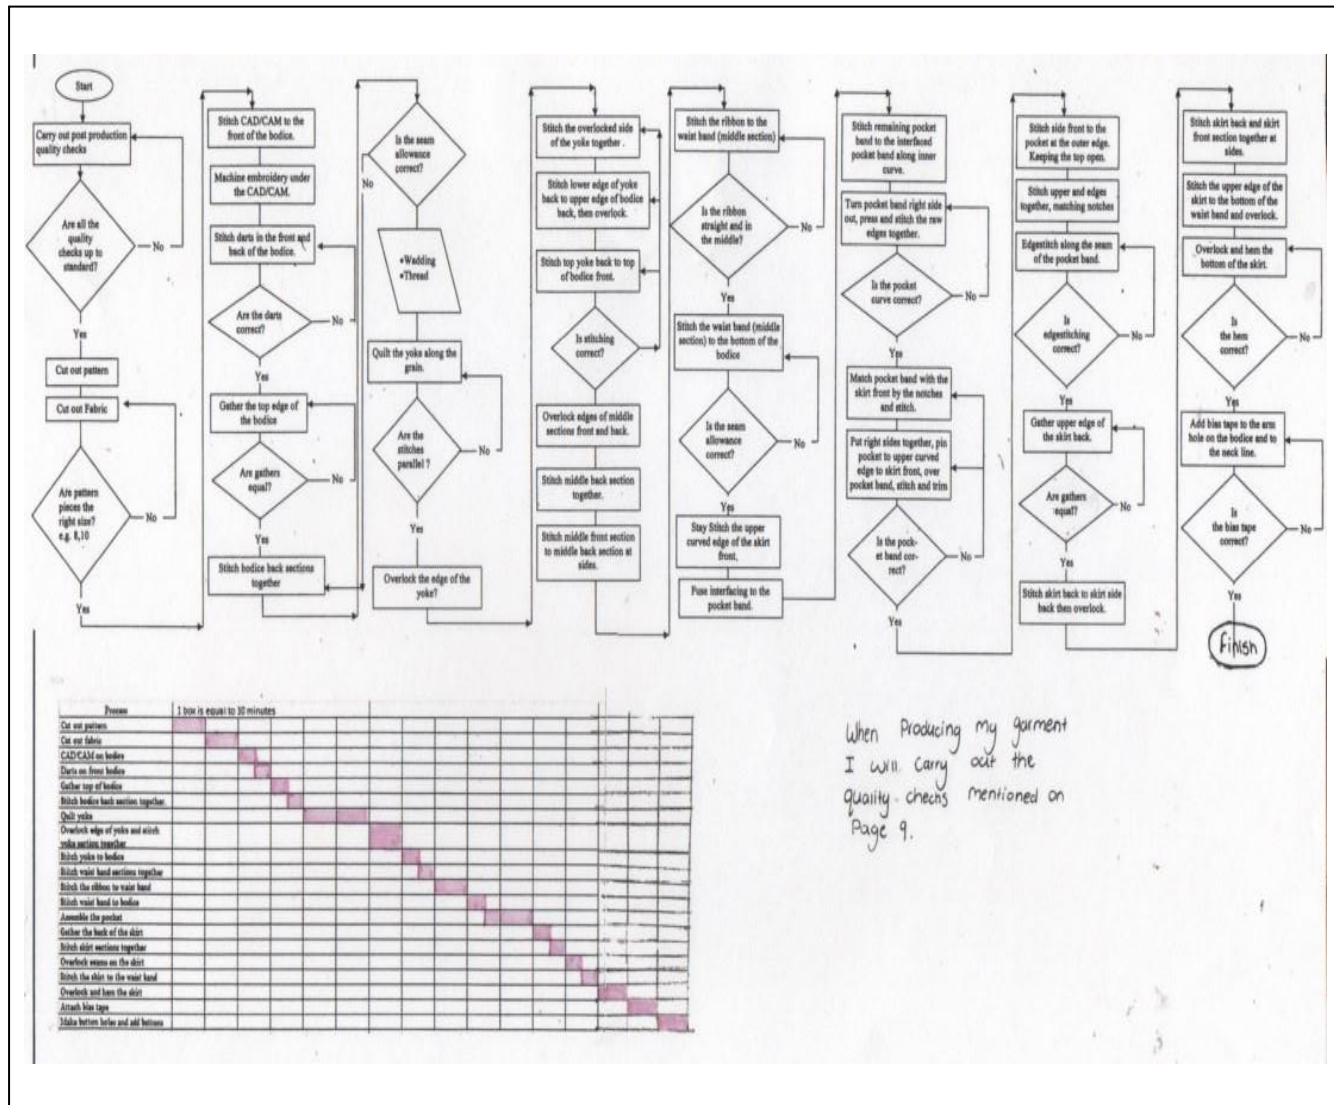 Start
Carry out post production
quality checks
Are all the
quality
checks up to
standard?
No
Yes
Cut out pattern
Cut out Fabric
Are pattern
pieces the
right size?
e.g. 8,10
No
Yes
Stitch CAD/CAM to the
front of the bodice.
Machine embroidery under
the CAD/CAM.
Stitch darts in the front and
back of the bodice.
Are the darts
correct?
No
Yes
Gather the top edge of
the bodice
Are gathers
equal?
No
Yes
Stitch bodice back sections
together
Is the seam
allowance
correct?
No
•Wadding
•Thread
Quilt the yoke along the
grain.
Are the
stitches
parallel ?
No
Yes
Overlock the edge of the
yoke?
Stitch the overlocked side
of the yoke together .
Stitch lower edge of yoke
back to upper edge of bodice
back, then overlock.
Stitch top yoke back to top
of bodice front.
Is stitching
correct?
Overlock edges of middle
sections front and back.
Stitch middle back section
together.
Stitch middle front section
to middle back section at
sides.
Stitch the ribbon to the
waist band (middle section)
Is the ribbon
straight and in
the middle?
No
Yes
Stitch the waist band (middle
section) to the bottom of the
bodice
Is the seam
allowance
correct?
No
Yes
Stay Stitch the upper
curved edge of the skirt
front,
Fuse interfacing to the
pocket band.
Stitch remaining pocket
band to the interfaced
pocket band along inner
curve.
Turn pocket band right side
out, press and stitch the raw
edges together.
Is the pocket
curve correct?
No
Yes
Match pocket band with the
skirt front by the notches
and stitch.
Put right sides together, pin
pocket to upper curved
edge to skirt front, over
pocket band, stitch and trim
Is the pock-
et band cor-
rect?
No
Yes
Stitch side front to the
pocket at the outer edge.
Keeping the top open.
Stitch upper and edges
together, matching notches
Edgestitch along the seam
of the pocket band.
Is
edgestitching
correct?
No
Yes
Gather upper edge of
the skirt back.
Are gathers
equal?
No
Yes
Stitch skirt back to skirt side
back then overlock.
Stitch skirt back and skirt
front section together at
sides.
Stitch the upper edge of the
skirt to the bottom of the
waist band and overlock.
Overlock and hem the
bottom of the skirt.
Is
the hem
correct?
No
Yes
Add bias tape to the arm
hole on the bodice and to
the neck line.
Is
the bias tape
correct?
No
Yes
Finish
Process 1 box is equal to 30 minutes
Cut out pattern
Cut out fabric
CAD/CAM on bodice
Darts on front bodice
Gather top of bodice
Stitch bodice back section together
Quilt yoke
Overlock edge of yoke and stitch
yoke section together
Stitch yoke to bodice
Stitch waist band sections together
Stitch the ribbon to waist band
Stitch waist band to bodice
Assemble the pocket
Gather the back of the skirt
Stitch skirt sections together
Overlock seams on the skirt
Stitch the skirt to the waist band
Overlock and hem the skirt
Attach bias tape
Make button holes and add buttons
When Producing my garment
I will carry out the
quality checks mentioned on
Page 9.